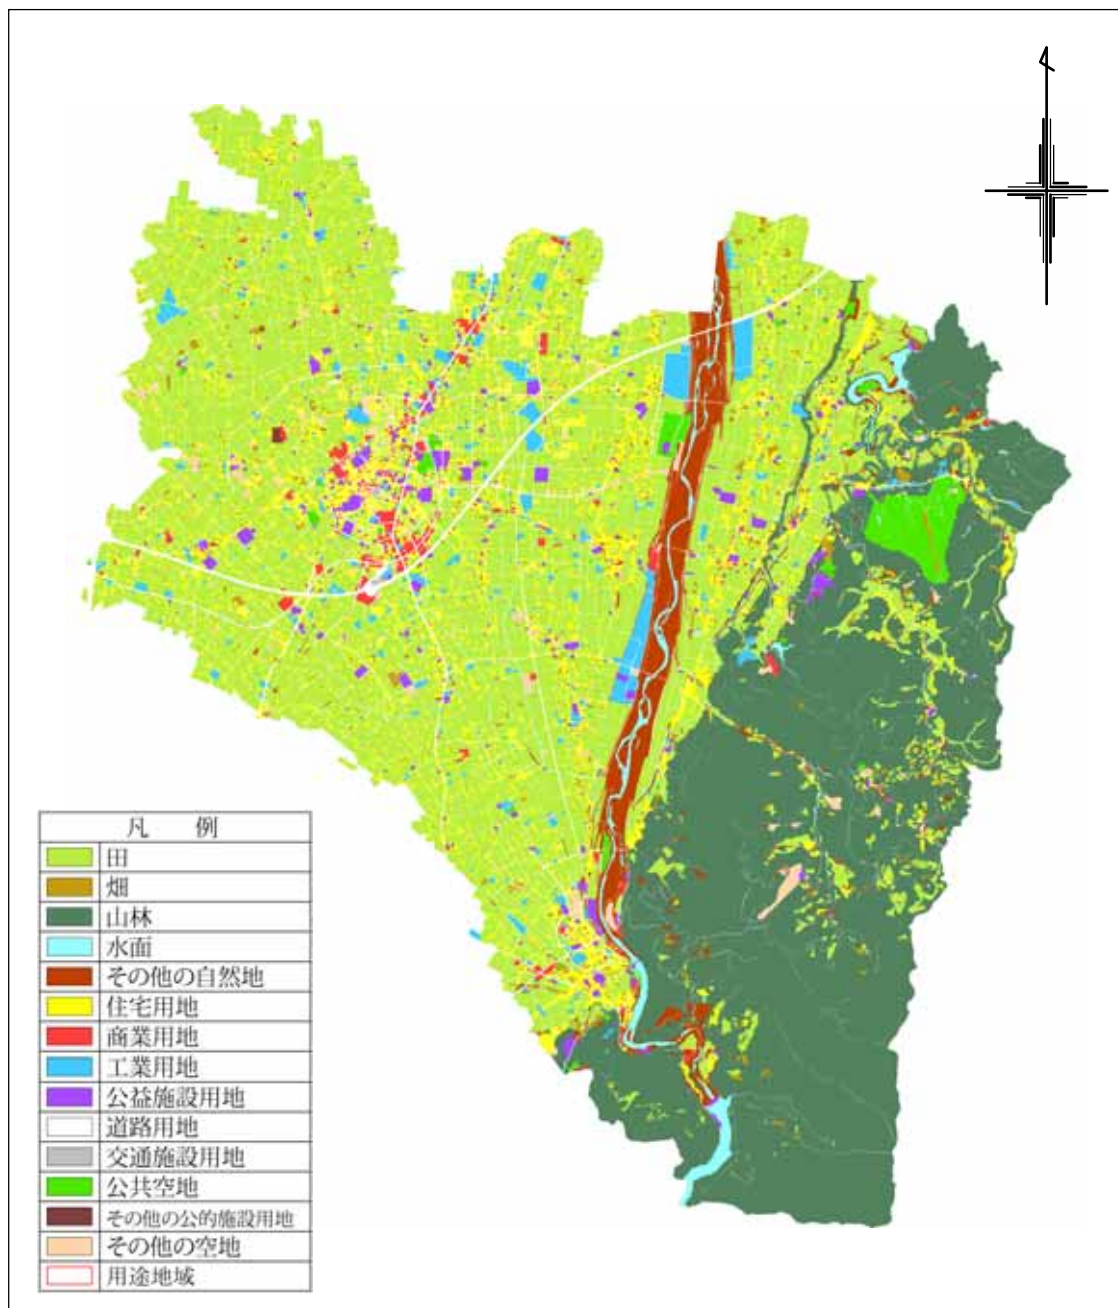 凡 例
田
畑
山林
水面
その他の自然地
住宅用地
商業用地
工業用地
公益施設用地
道路用地
交通施設用地
公共空地
その他の公的施設用地
その他の空地
用途地域